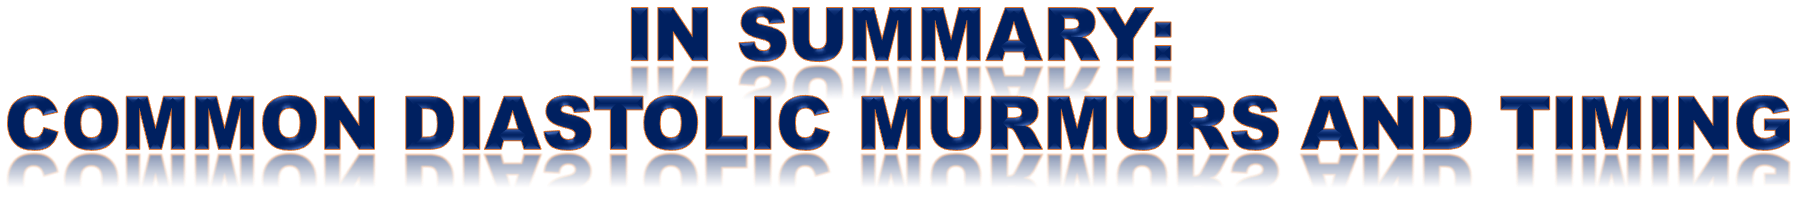 IN SUMMARY:
COMMON DIASTOLIC MURMURS AND TIMING